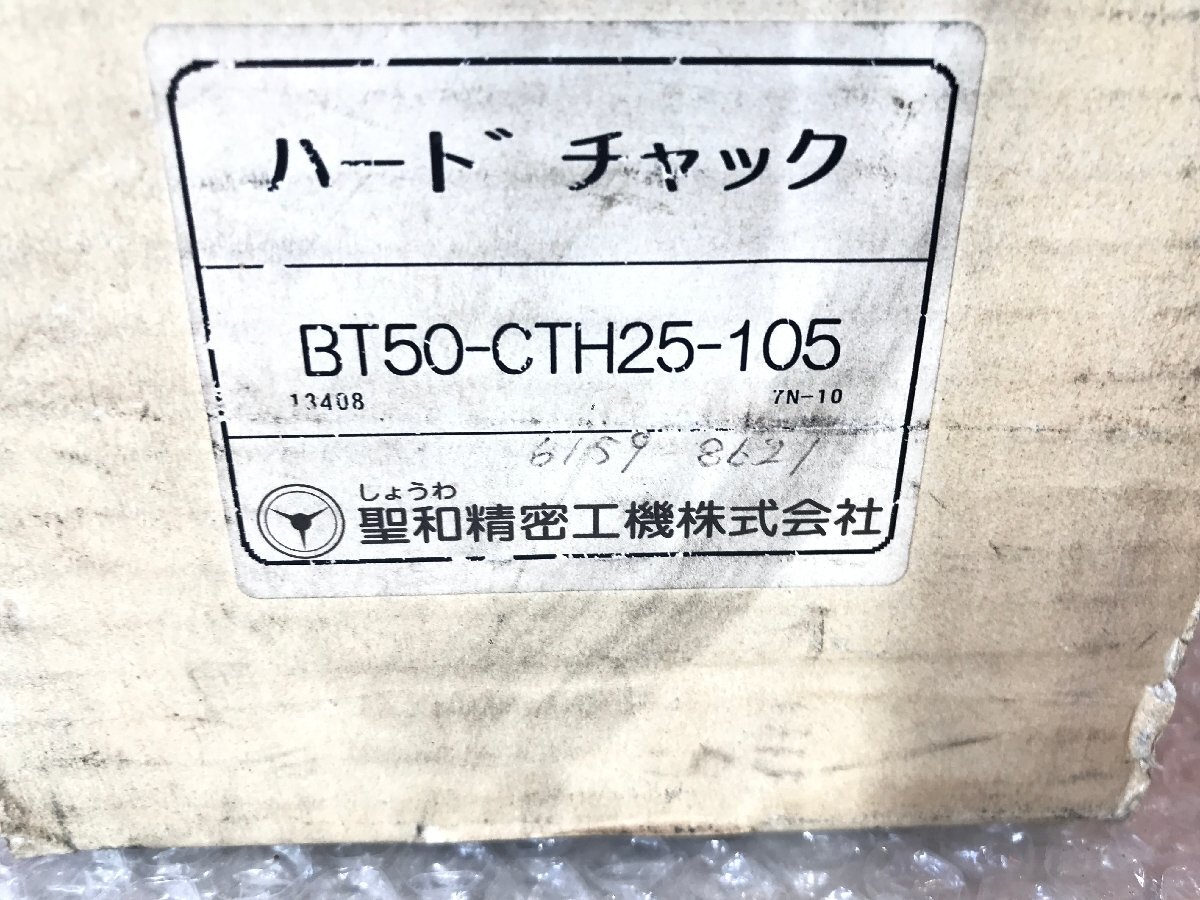 ハード チャック
BT50-CTH25-105
13408 7N-10
6159-8621
しょうわ
聖和精密工機株式会社